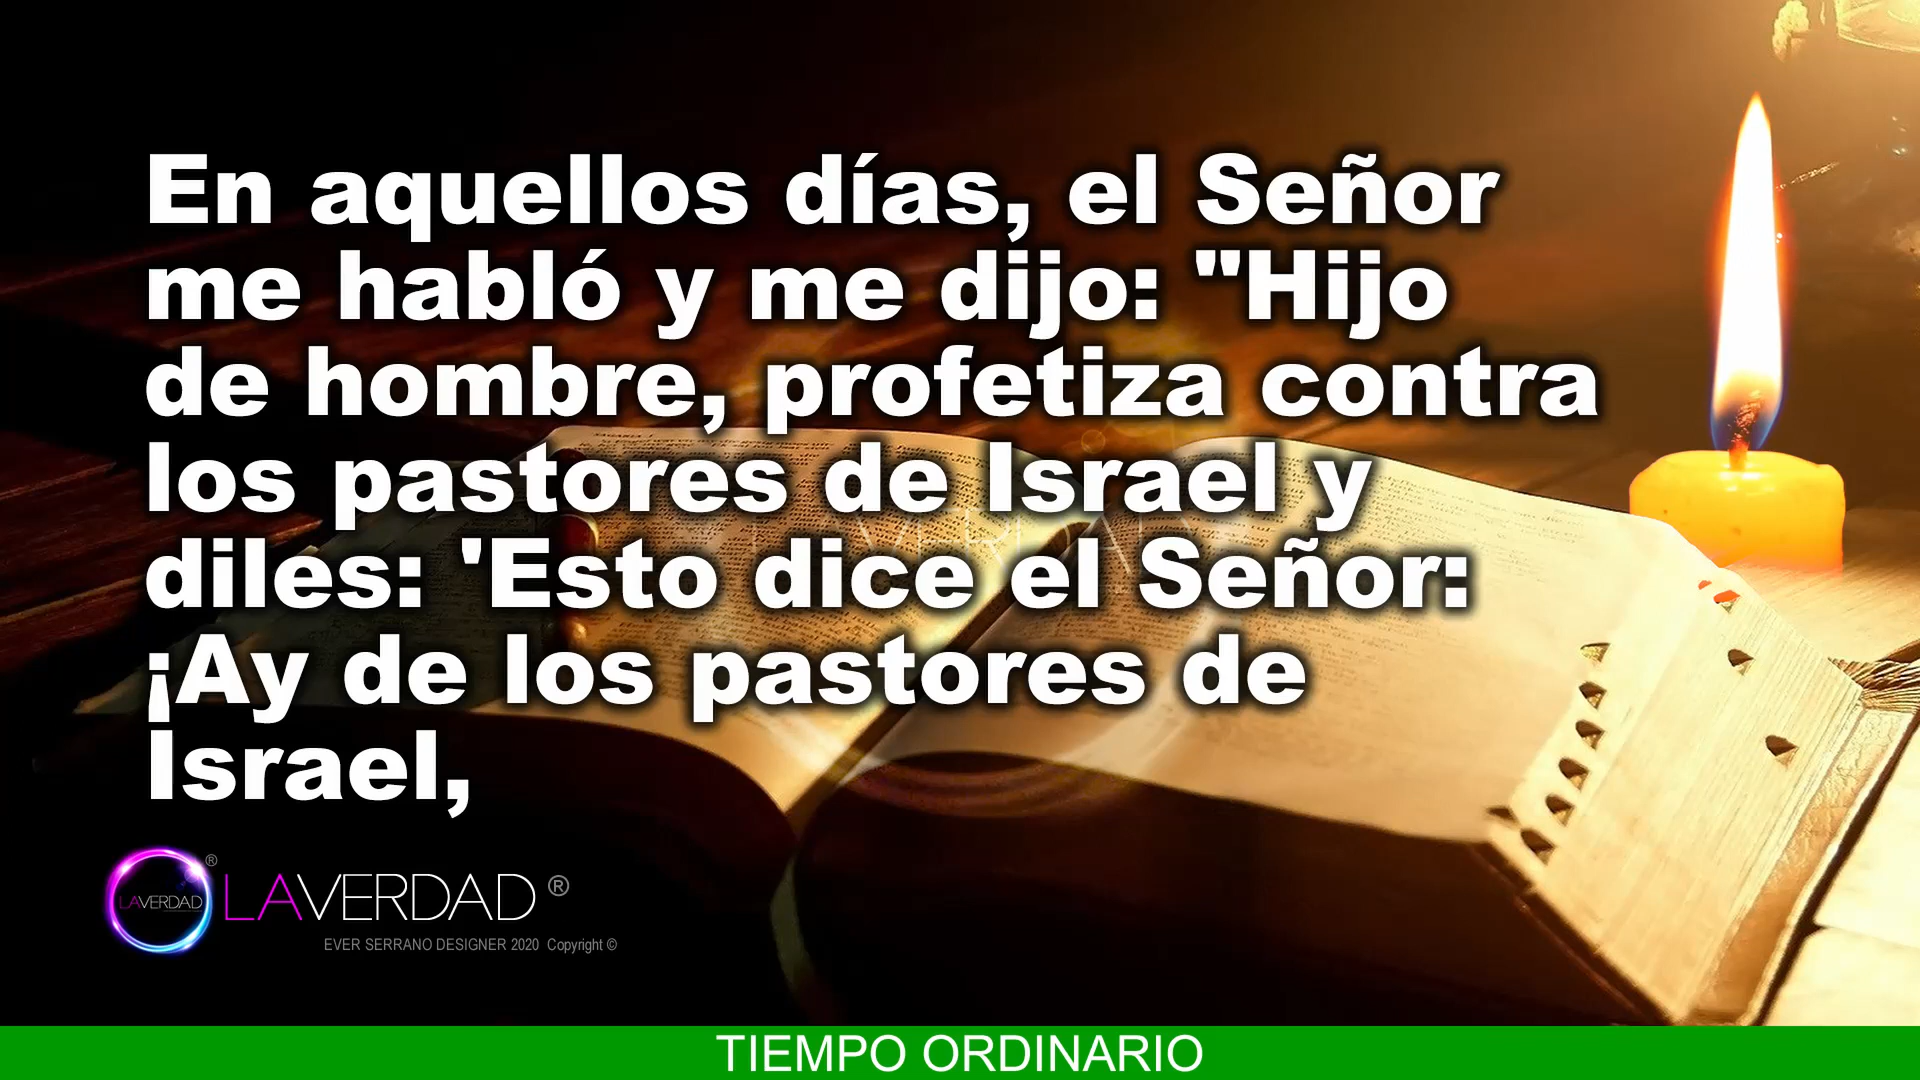 En aquellos días, el Señor
me habló y me dijo: "Hijo
de hombre, profetiza contra
los pastores de Israel y
diles: 'Esto dice el Señor:
¡Ay de los pastores de
Israel,
LAVERDAD ®
LAVERDAD ®
EVER SERRANO DESIGNER 2020 Copyright ©
TIEMPO ORDINARIO